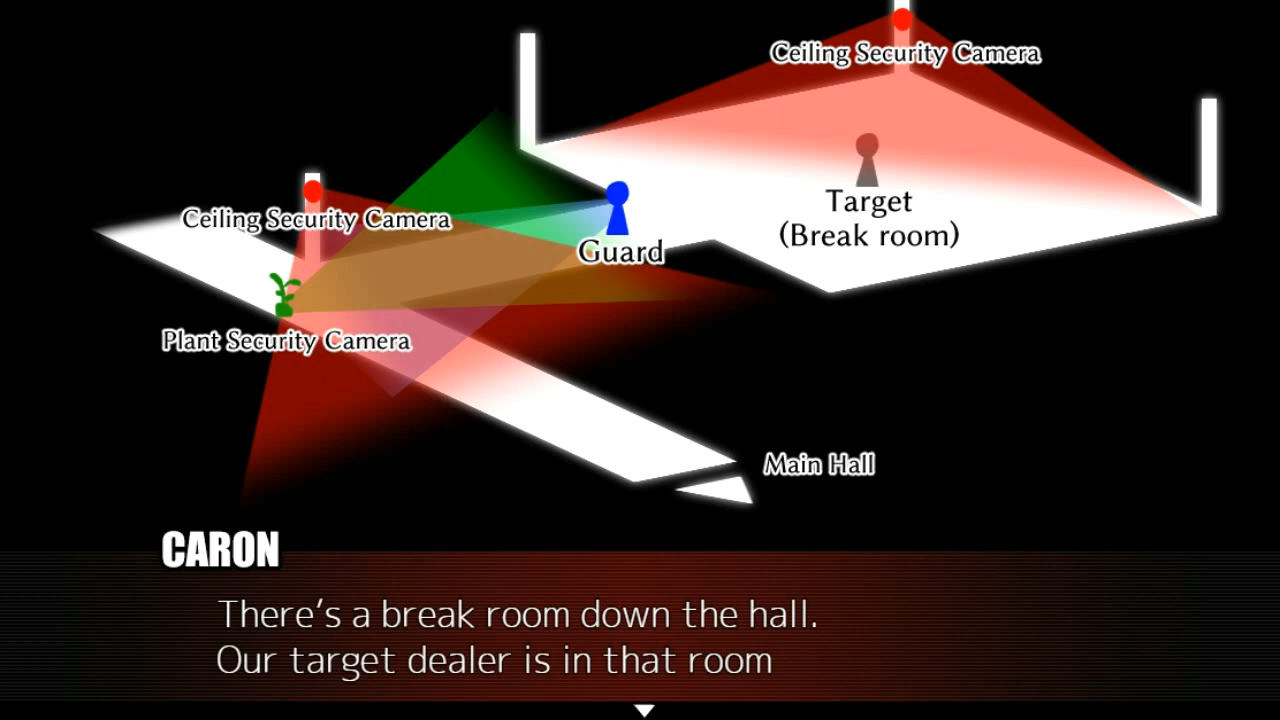 Ceiling Security Camera
Ceiling Security Camera
Target
(Break room)
Guard
Plant Security Camera
Main Hall
CARON
There's a break room down the hall.
Our target dealer is in that room